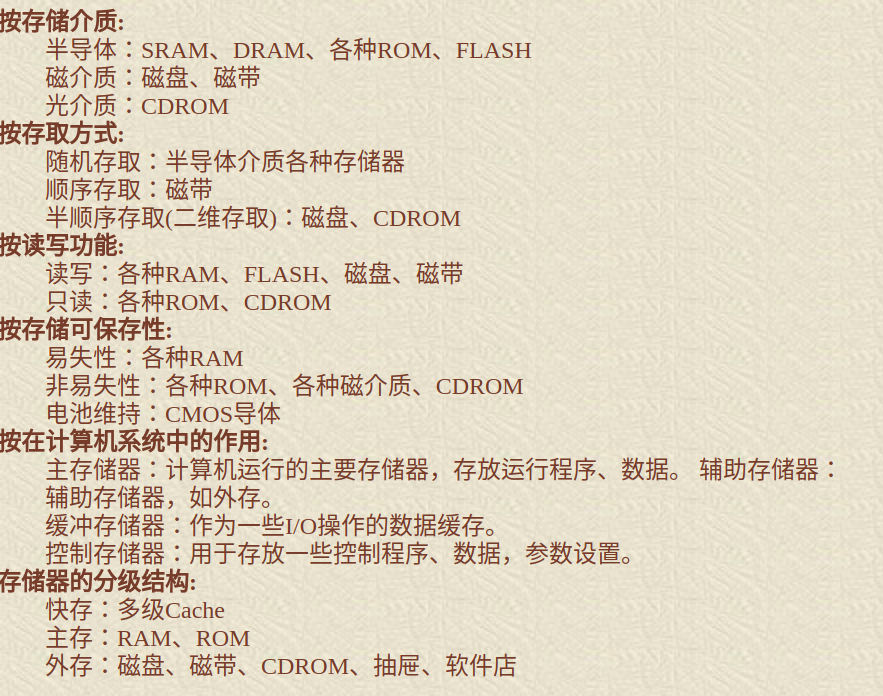 按存储介质:
半导体：SRAM、DRAM、各种ROM、FLASH
磁介质：磁盘、磁带
光介质：CDROM
按存取方式:
随机存取：半导体介质各种存储器
顺序存取：磁带
半顺序存取(二维存取)：磁盘、CDROM
按读写功能:
读写：各种RAM、FLASH、磁盘、磁带
只读：各种ROM、CDROM
按存储可保存性:
易失性：各种RAM
非易失性：各种ROM、各种磁介质、CDROM
电池维持：CMOS导体
按在计算机系统中的作用:
主存储器：计算机运行的主要存储器，存放运行程序、数据。 辅助存储器：
辅助存储器，如外存。
缓冲存储器：作为一些I/O操作的数据缓存。
控制存储器：用于存放一些控制程序、数据，参数设置。
存储器的分级结构:
快存：多级Cache
主存：RAM、ROM
外存：磁盘、磁带、CDROM、抽屉、软件店